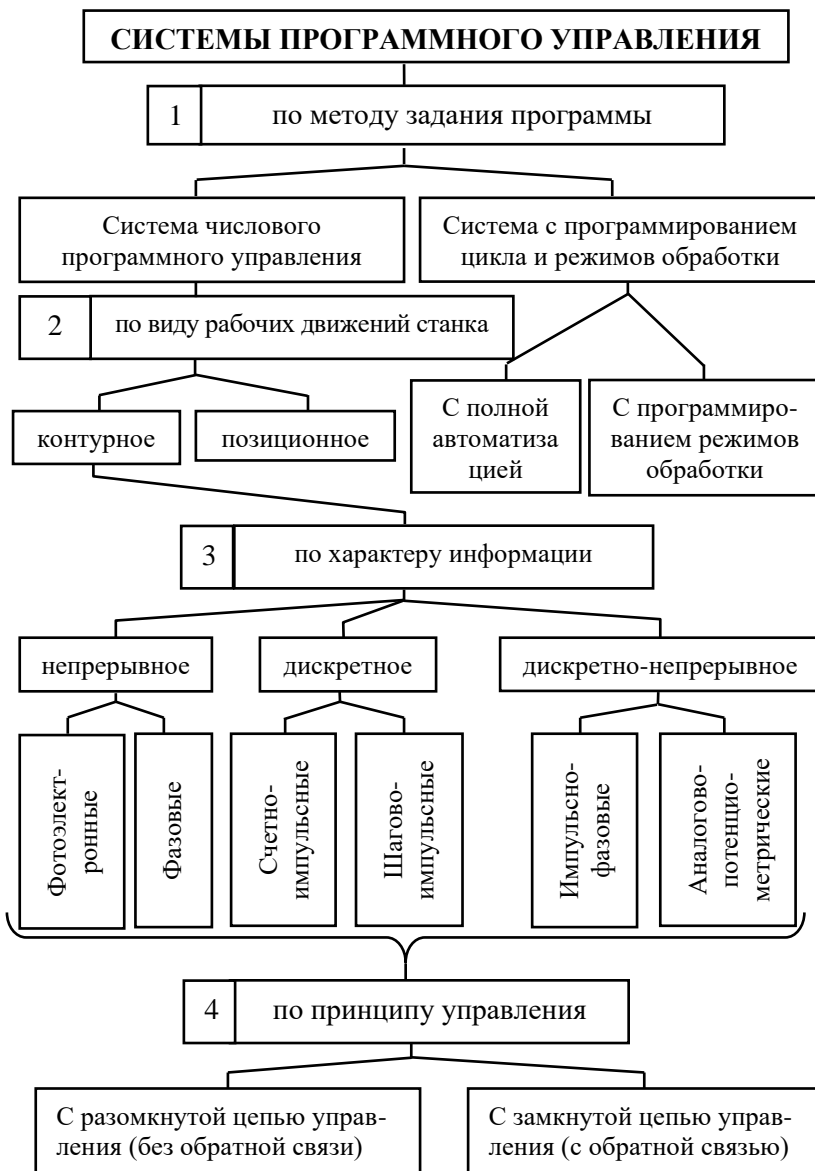 СИСТЕМЫ ПРОГРАММНОГО УПРАВЛЕНИЯ
1
по методу задания программы
Система числового
программного управления
Система с программированием
цикла и режимов обработки
2
по виду рабочих движений станка
контурное
позиционное
С полной
автоматиза
цией
С программиро-
ванием режимов
обработки
3
по характеру информации
непрерывное
дискретное
дискретно-непрерывное
Фотоэлект-
ронные
Фазовые
Счетно-
импульсные
Шагово-
импульсные
Импульсно-
фазовые
Аналогово-
потенцио-
метрические
4
по принципу управления
С разомкнутой цепью управ-
ления (без обратной связи)
С замкнутой цепью управ-
ления (с обратной связью)